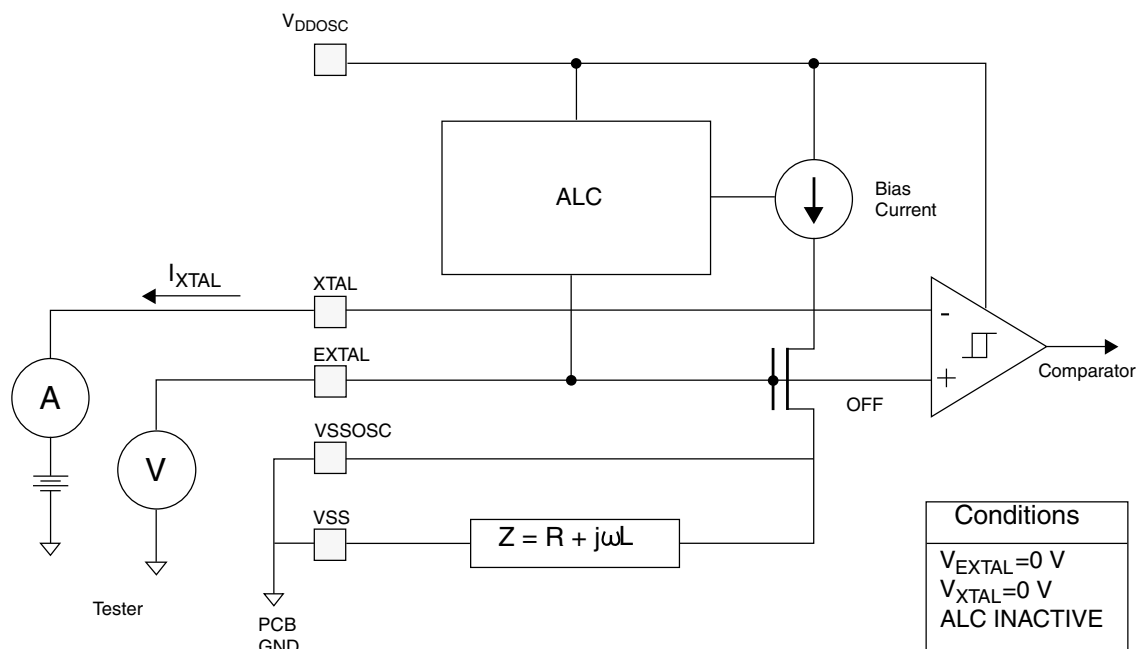 VDDOSC
ALC
Bias
Current
IXTAL
XTAL
-
EXTAL
+
Comparator
A
OFF
VSSOSC
V
VSS
Z = R + jωL
Conditions
VEXTAL=0 V
VXTAL=0 V
ALC INACTIVE
Tester
PCB
GND